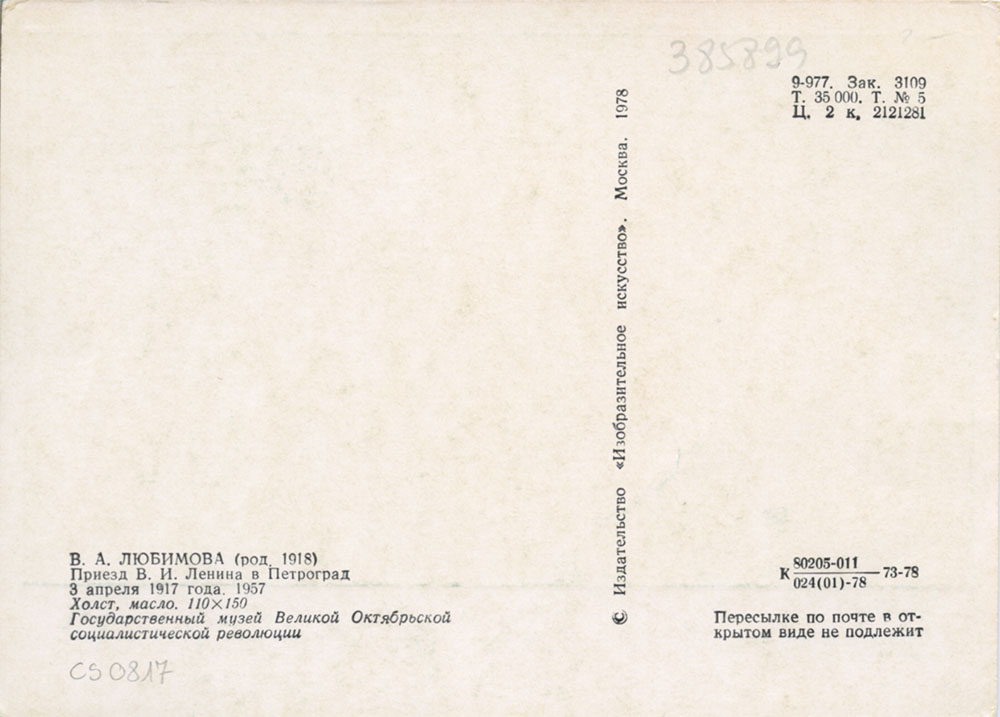 385899
9-977. Зак. 3109
Т. 35 000. Т. № 5
Ц. 2 к. 2121281
© Издательство «Изобразительное искусство». Москва. 1978
В. А. ЛЮБИМОВА (род. 1918)
Приезд В. И. Ленина в Петроград
3 апреля 1917 года. 1957
Холст, масло. 110×150
Государственный музей Великой Октябрьской
социалистической революции
К 80205-011
024(01)-78
73-78
Пересылке по почте в от-
крытом виде не подлежит
CS0817